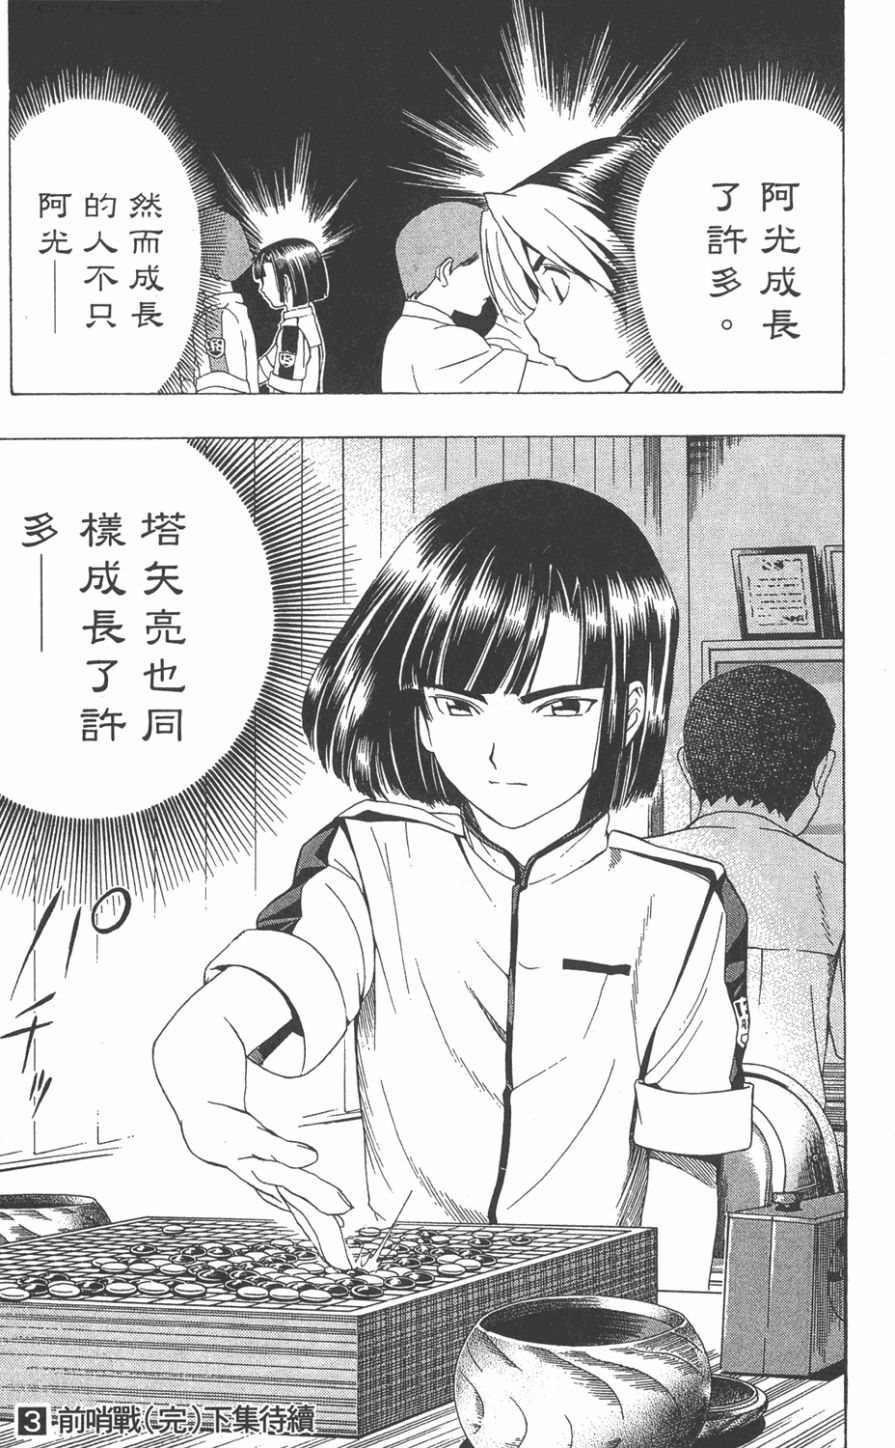 阿光成長
了許多。
然而成長
的人不只
阿光——
塔矢亮也同
樣成長了許
多——
パチッ
3 前哨戰(完)下集待續